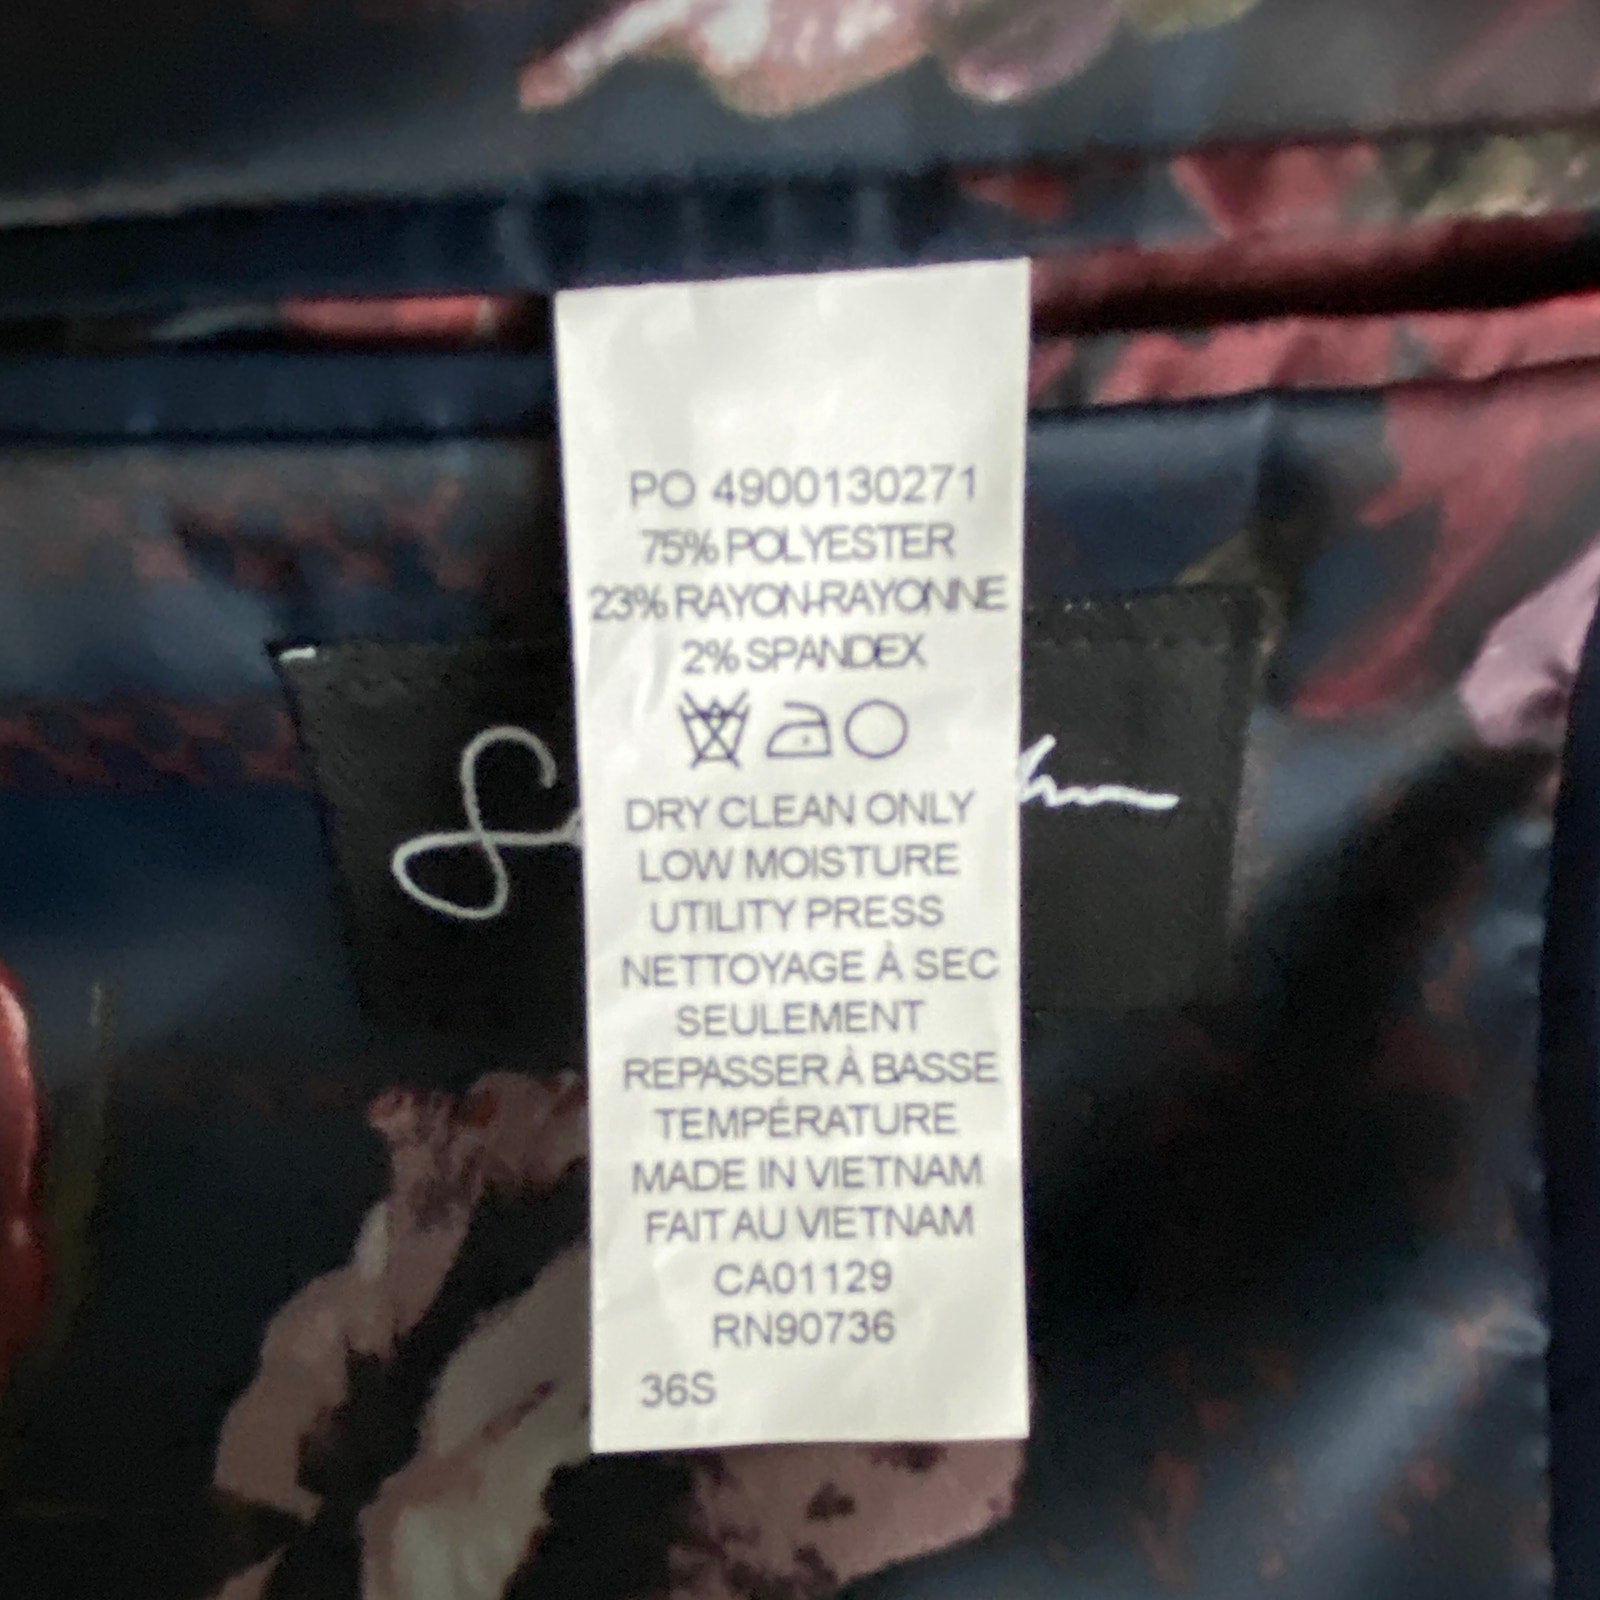 PO 4900130271
75% POLYESTER
23% RAYON-RAYONNE
2% SPANDEX
DRY CLEAN ONLY
LOW MOISTURE
UTILITY PRESS
NETTOYAGE À SEC
SEULEMENT
REPASSER À BASSE
TEMPÉRATURE
MADE IN VIETNAM
FAIT AU VIETNAM
CA01129
RN90736
36S